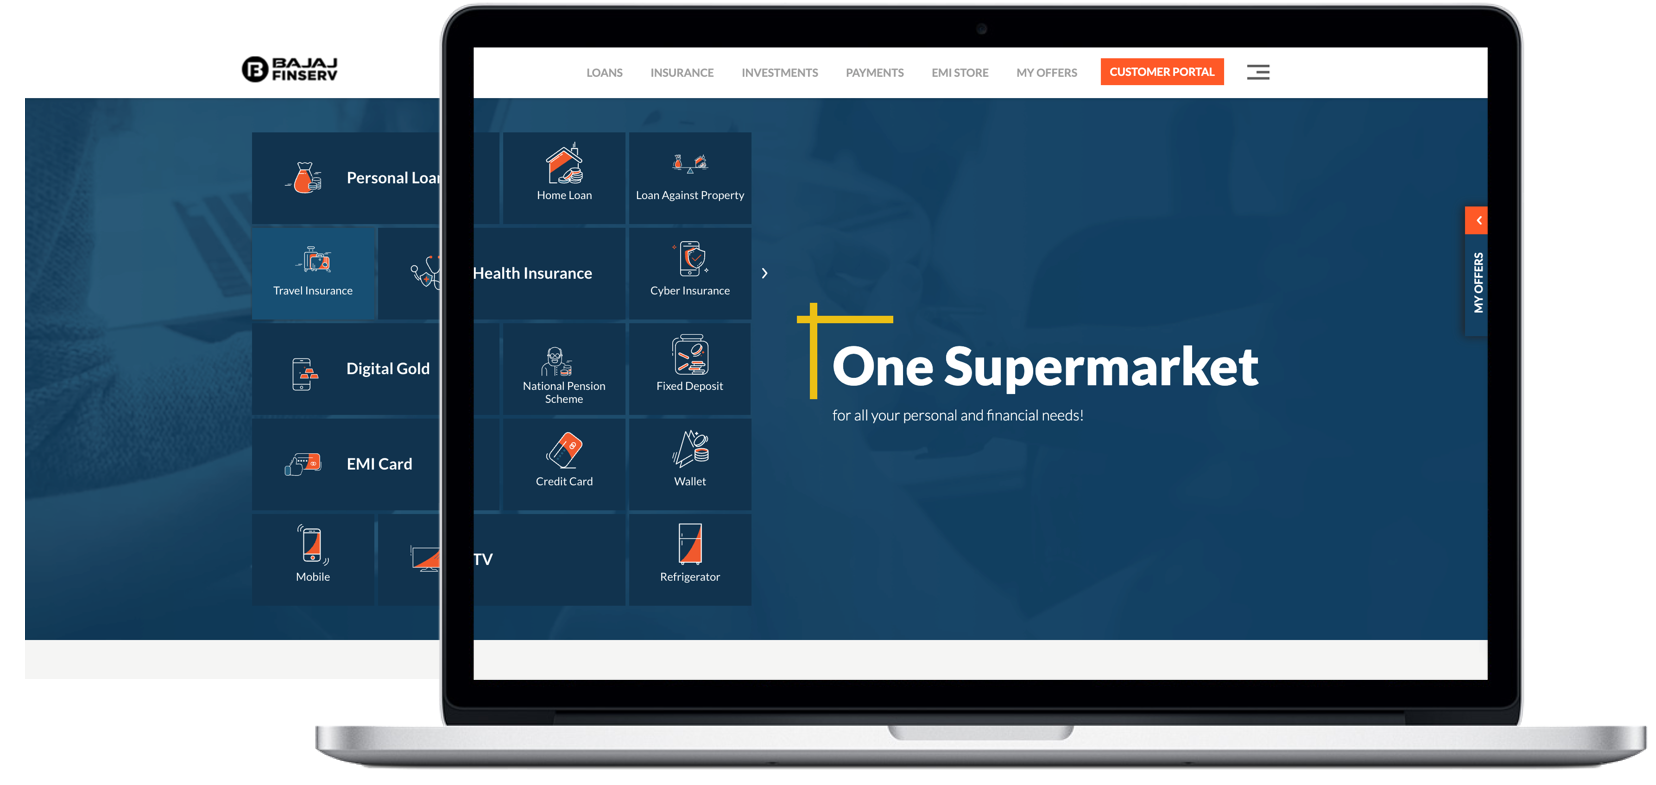 BAJAJ
FINSERV
LOANS
INSURANCE
INVESTMENTS
PAYMENTS
EMI STORE
MY OFFERS
CUSTOMER PORTAL
Personal Loan
Home Loan
Loan Against Property
Travel Insurance
Health Insurance
Cyber Insurance
Digital Gold
National Pension
Scheme
Fixed Deposit
EMI Card
Credit Card
Wallet
Mobile
TV
Refrigerator
One Supermarket
for all your personal and financial needs!
MY OFFERS